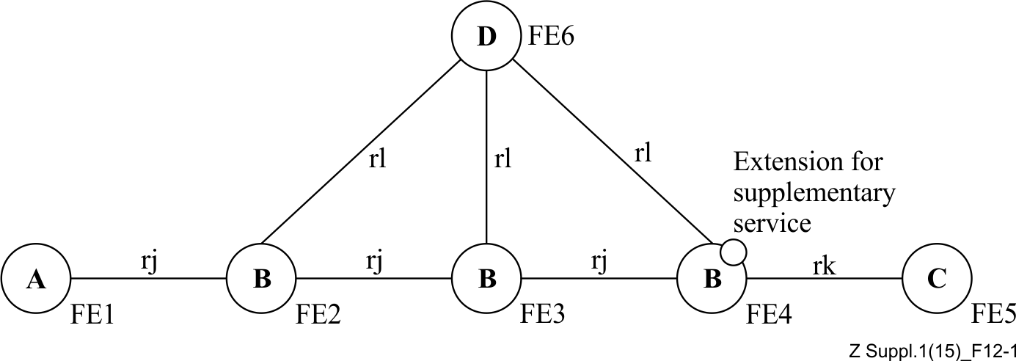 D FE6
rl rl rl
Extension for
supplementary
service
A rj B rj B rj B rk C
FE1 FE2 FE3 FE4 FE5
Z Suppl.1(15)_F12-1